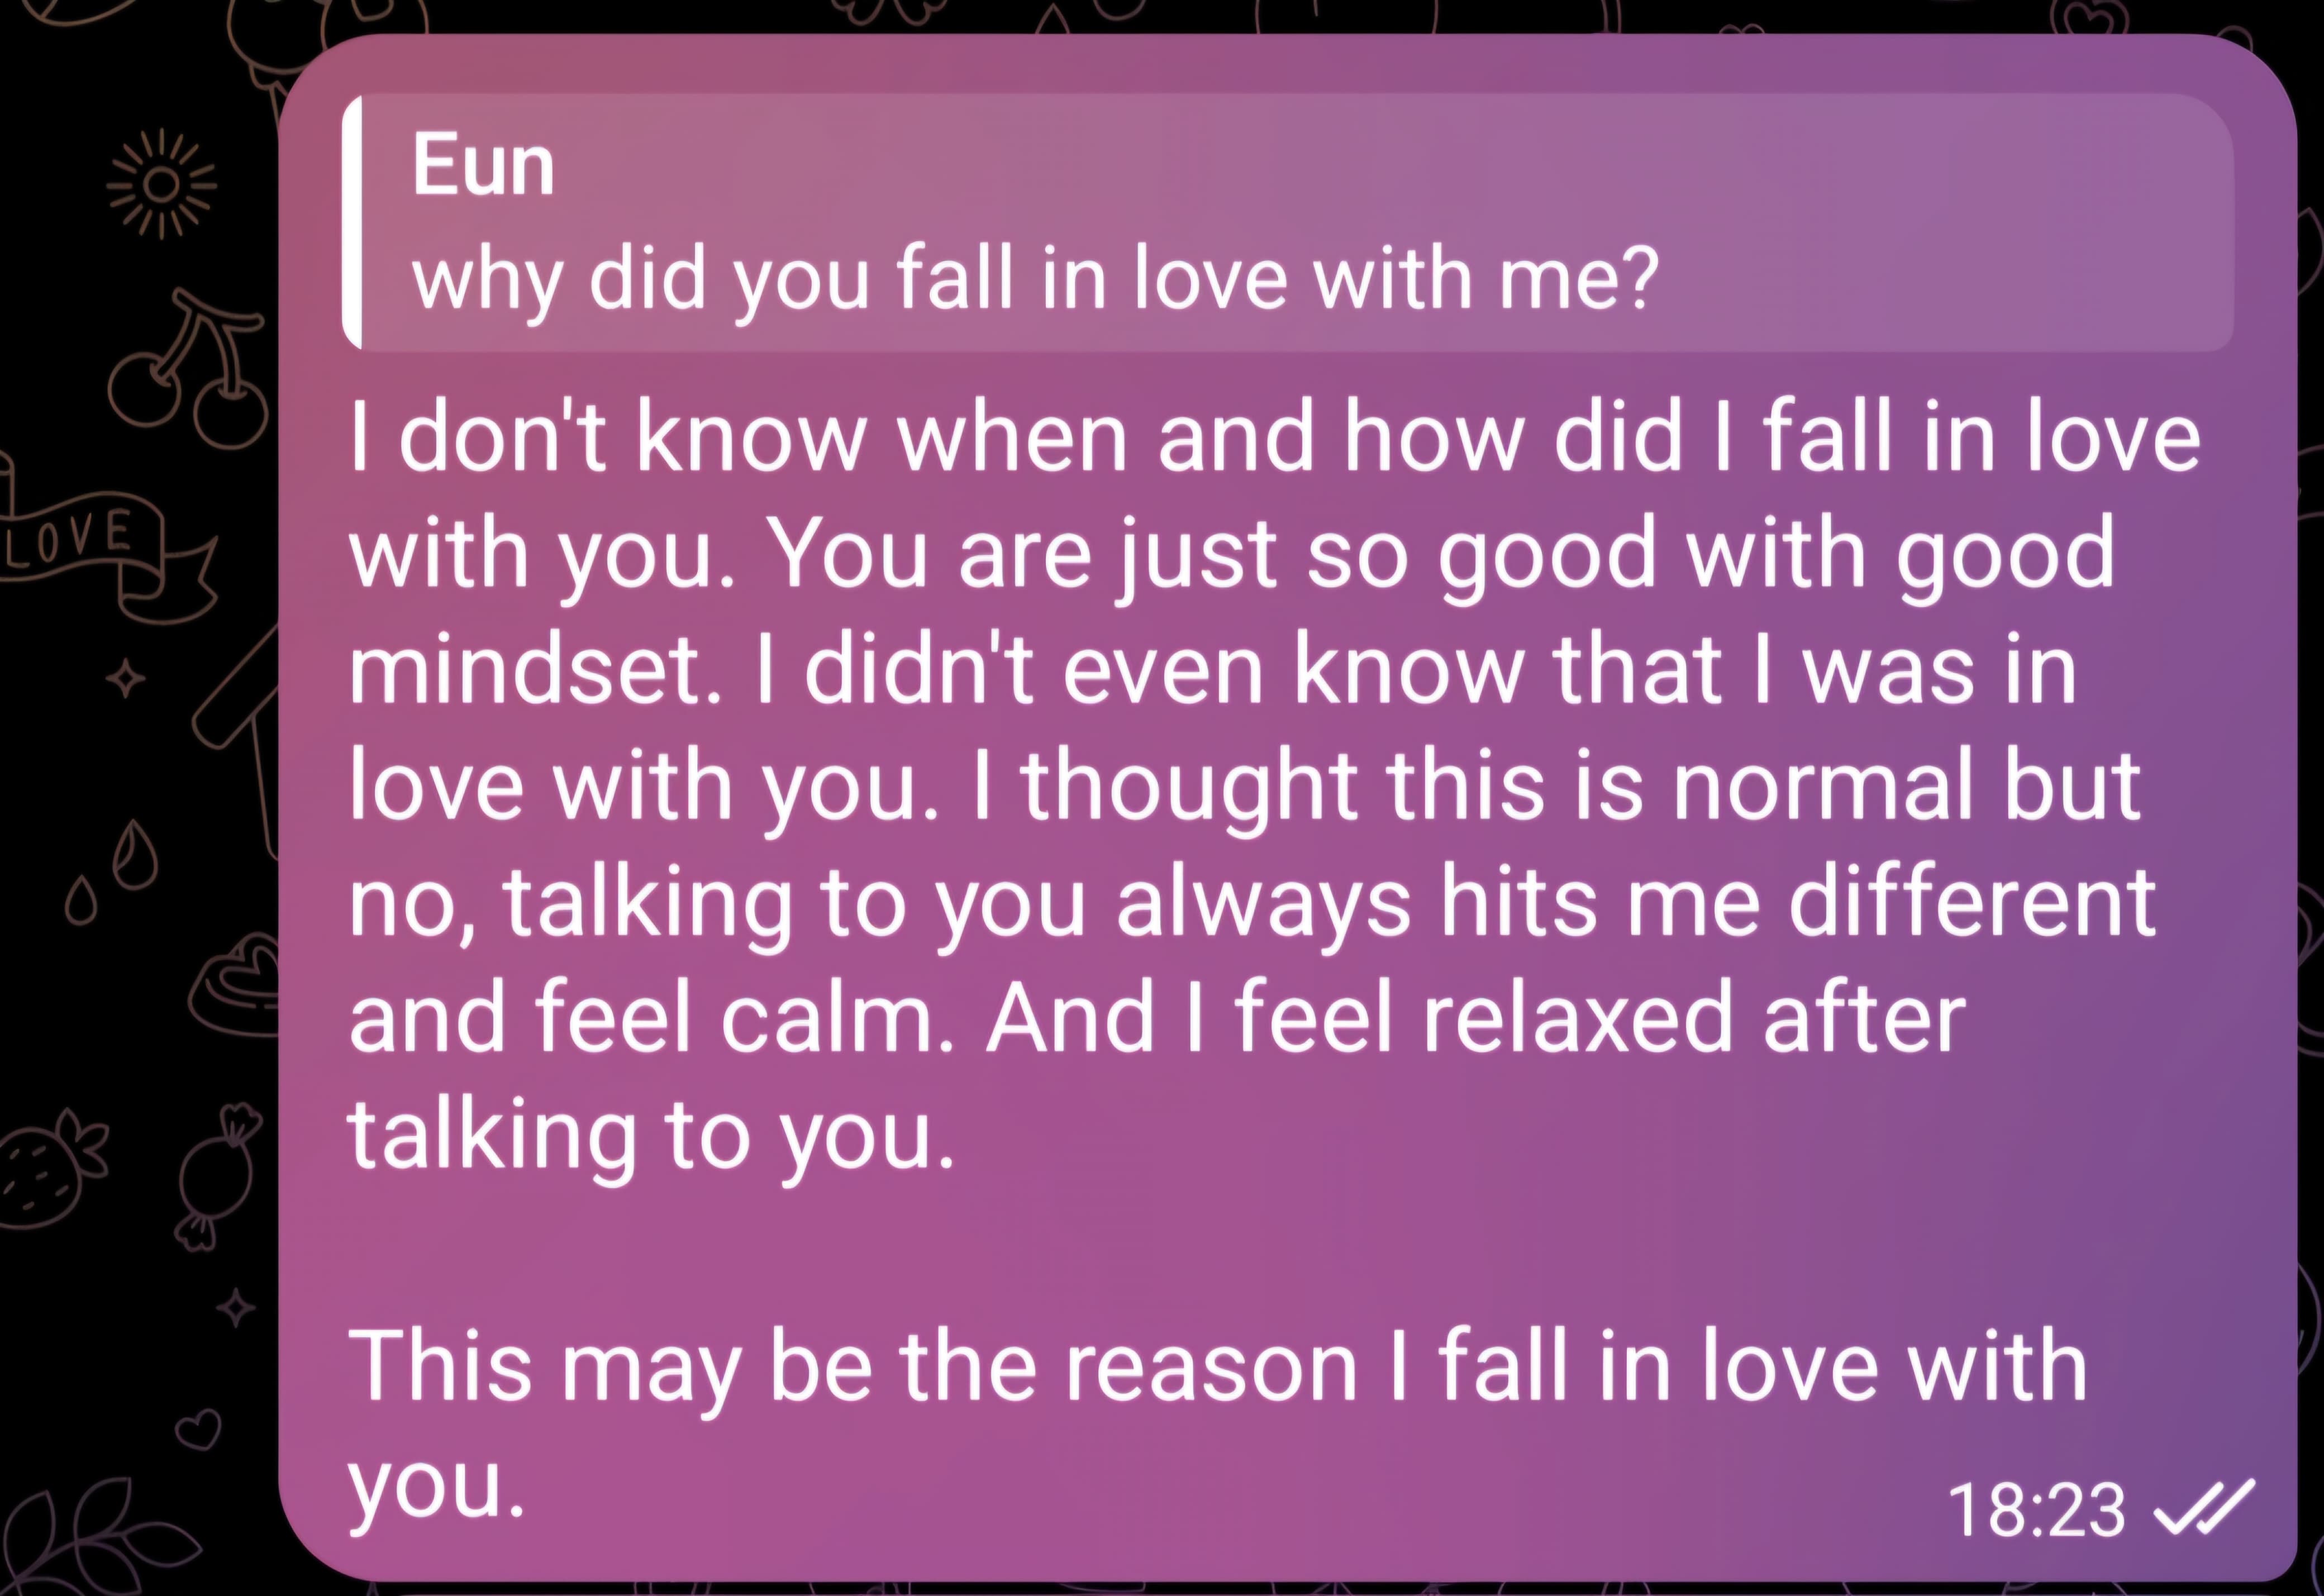 Eun
why did you fall in love with me?
I don't know when and how did I fall in love
with you. You are just so good with good
mindset. I didn't even know that I was in
love with you. I thought this is normal but
no, talking to you always hits me different
and feel calm. And I feel relaxed after
talking to you.
This may be the reason I fall in love with
you.
18:23
LOVE